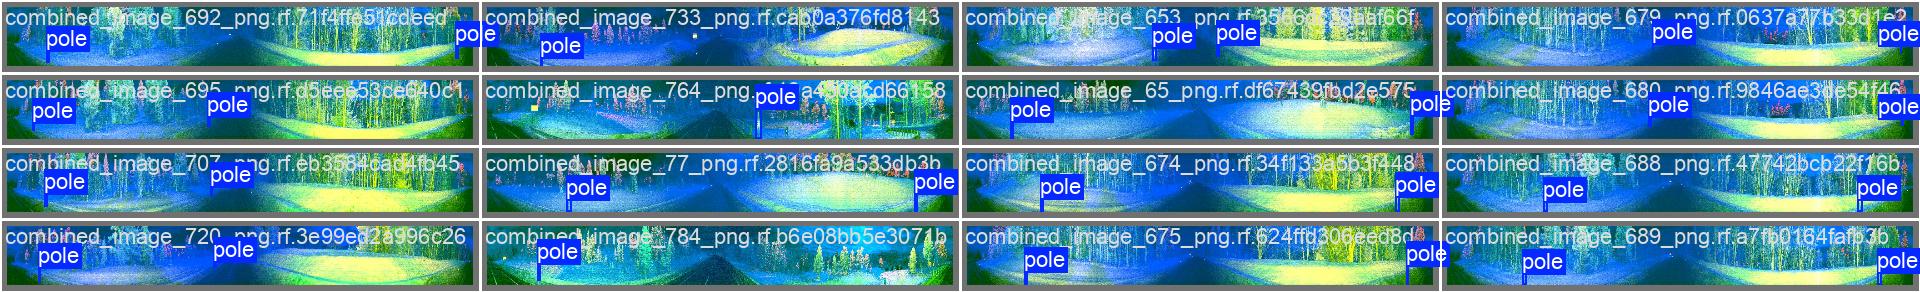 combined_image_692_png.rf.71f4ffe51cdeed
pole
pole
combined_image_733_png.rf.cab0a376fd8143
pole
combined_image_653_png.rf.
pole
pole
combined_image_679_png.rf.0637a77b33d1e2
pole
pole
combined_image_695_png.rf.d5eee53ce640c1
pole
pole
combined_image_764_png.
pole
combined_image_65_png.rf.df67439fbd2e575
pole
pole
combined_image_680_png.rf.9846ae3de54f46
pole
pole
combined_image_707_png.rf.eb3584cad4fb45
pole
pole
combined_image_77_png.rf.2816fa9a533db3b
pole
pole
combined_image_674_png.rf.34f133a5b3f448
pole
pole
combined_image_688_png.rf.47742bcb22f16b
pole
pole
combined_image_720_png.rf.3e99ed2a996c26
pole
pole
combined_image_784_png.rf.b6e08bb5e3071b
pole
combined_image_675_png.rf.624ffd306eed8d
pole
pole
combined_image_689_png.rf.a7fb0164fafb3b
pole
pole